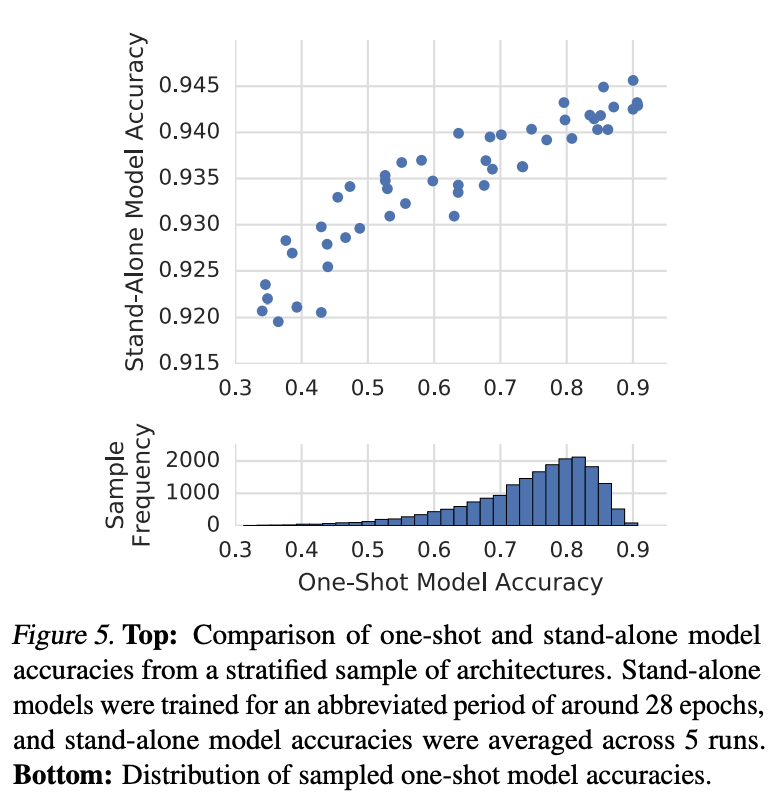 Stand-Alone Model Accuracy
0.945
0.940
0.935
0.930
0.925
0.920
0.915
0.3 0.4 0.5 0.6 0.7 0.8 0.9
Sample
Frequency
2000
1000
0
0.3 0.4 0.5 0.6 0.7 0.8 0.9
One-Shot Model Accuracy
Figure 5. Top: Comparison of one-shot and stand-alone model
accuracies from a stratified sample of architectures. Stand-alone
models were trained for an abbreviated period of around 28 epochs,
and stand-alone model accuracies were averaged across 5 runs.
Bottom: Distribution of sampled one-shot model accuracies.